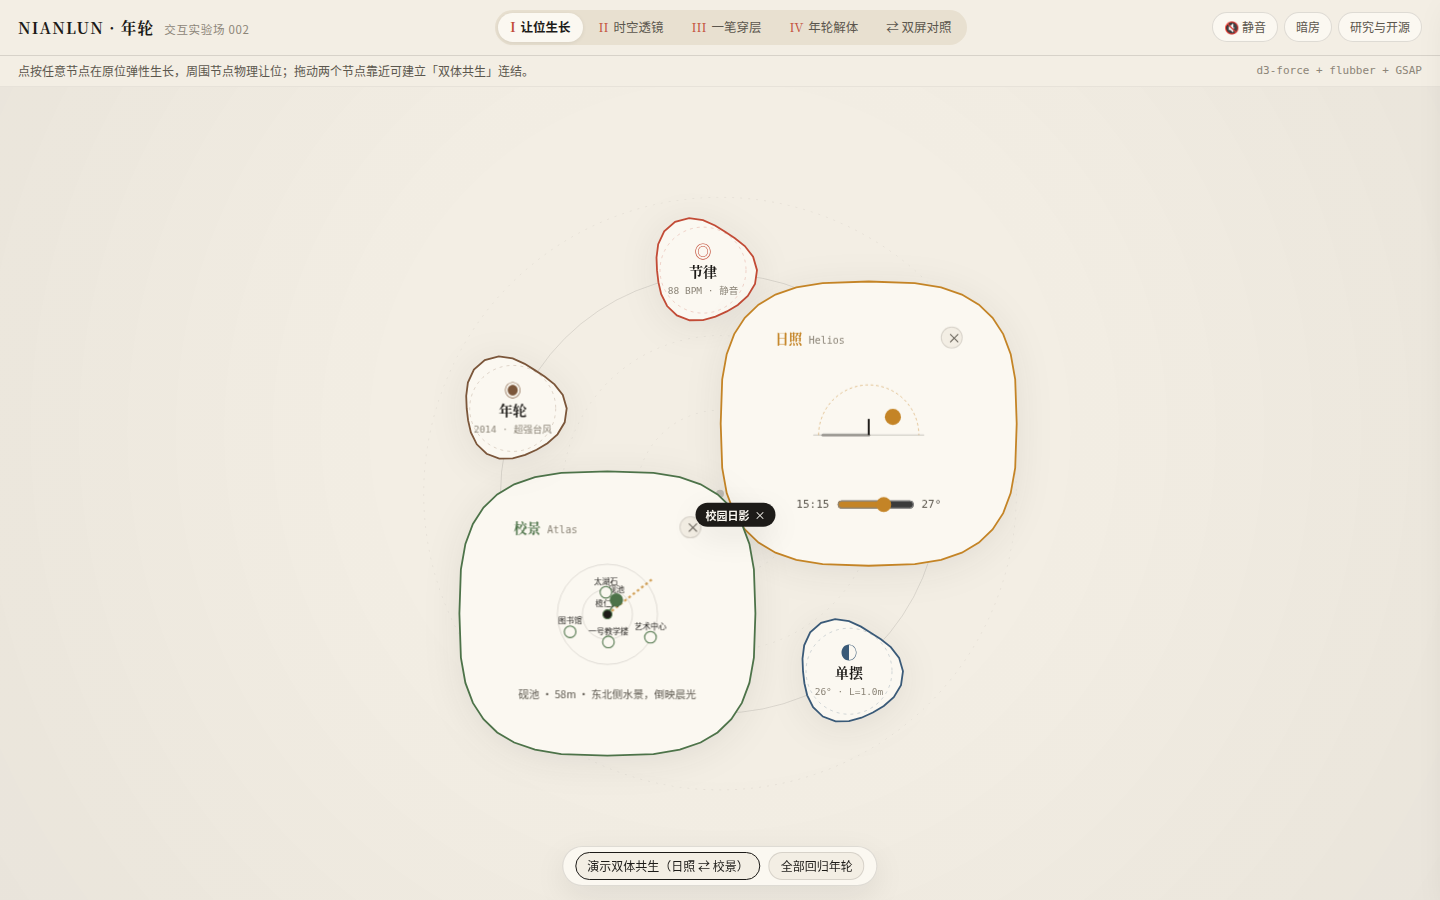 NIANLUN · 年轮 交互实验场 002
I 让位生长 II 时空透镜 III 一笔穿层 IV 年轮解体 ⇄ 双屏对照
🔇 静音 暗房 研究与开源
点按任意节点在原位弹性生长，周围节点物理让位；拖动两个节点靠近可建立「双体共生」连结。
d3-force + flubber + GSAP
节律
88 BPM · 静音
日照 Helios ×
年轮
2014 · 超强台风
15:15 27°
校园日影 ×
校景 Atlas ×
太湖石
图书馆
一号教学楼
艺术中心
砚池 · 58m · 东北侧水景，倒映晨光
单摆
26° · L=1.0m
演示双体共生（日照 ⇄ 校景） 全部回归年轮